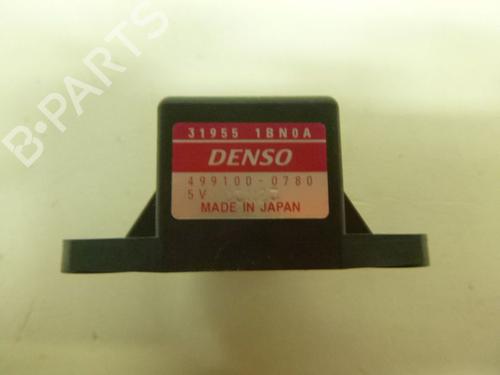 B-PARTS
31955 1BN0A
DENSO
499100-0780
5V
MADE IN JAPAN